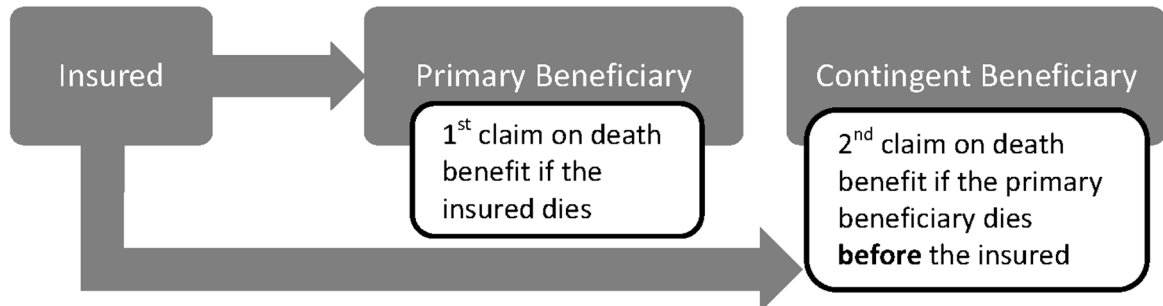 Insured
Primary Beneficiary
1st claim on death
benefit if the
insured dies
Contingent Beneficiary
2nd claim on death
benefit if the primary
beneficiary dies
before the insured